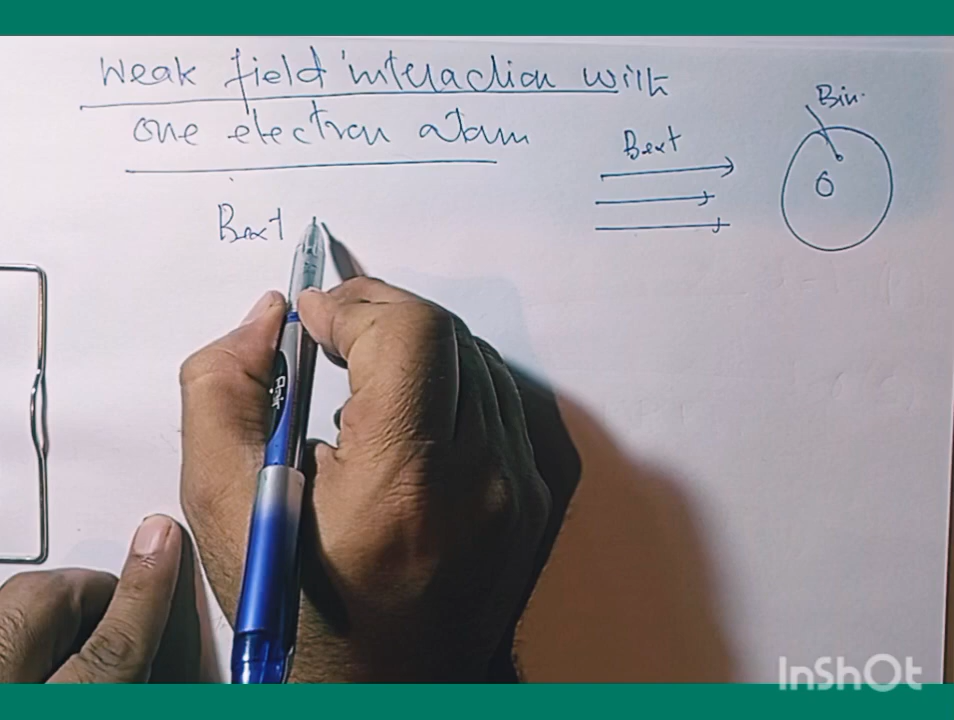 Weak field interaction with
one electron atom
Bext
Bin.
Bext
InShOt